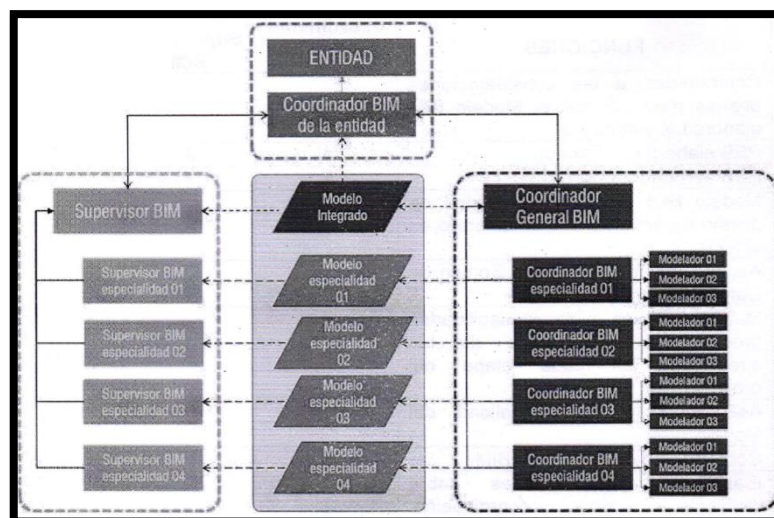 FUNCIONES
ENTIDAD
Coordinador BIM
de la entidad
Supervisor BIM
Modelo
Integrado
Coordinador
General BIM
Supervisor BIM
especialidad 01
Modelo
especialidad
01
Coordinador BIM
especialidad 01
Modelador 01
Modelador 02
Modelador 03
Supervisor BIM
especialidad 02
Modelo
especialidad
02
Coordinador BIM
especialidad 02
Modelador 01
Modelador 02
Modelador 03
Supervisor BIM
especialidad 03
Modelo
especialidad
03
Coordinador BIM
especialidad 03
Modelador 01
Modelador 02
Modelador 03
Supervisor BIM
especialidad 04
Modelo
especialidad
04
Coordinador BIM
especialidad 04
Modelador 01
Modelador 02
Modelador 03